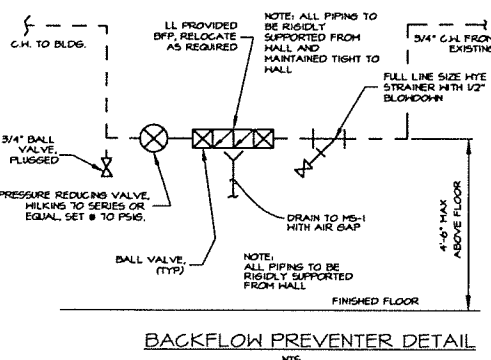 C.W. TO BLDG.
LL PROVIDED
BFP, RELOCATE
AS REQUIRED
NOTE: ALL PIPING TO
BE RIGIDLY
SUPPORTED FROM
WALL AND
MAINTAINED TIGHT TO
WALL
3/4" C.W. FROM
EXISTING
FULL LINE SIZE WYE
STRAINER WITH 1/2"
BLOWDOWN
3/4" BALL
VALVE,
PLUGGED
PRESSURE REDUCING VALVE,
WILKINS 70 SERIES OR
EQUAL, SET @ 70 PSIG.
DRAIN TO MS-1
WITH AIR GAP
BALL VALVE,
(TYP)
NOTE:
ALL PIPING TO BE
RIGIDLY SUPPORTED
FROM WALL
4'-6" MAX
ABOVE FLOOR
FINISHED FLOOR
BACKFLOW PREVENTER DETAIL
NTS